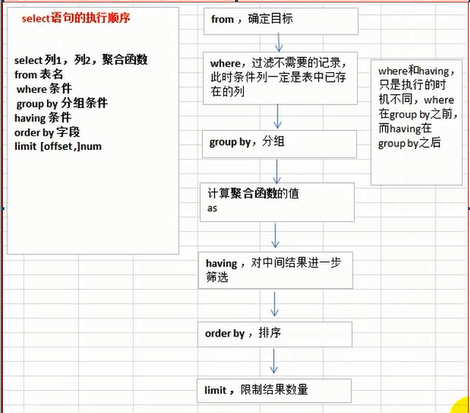 select语句的执行顺序
select 列1，列2，聚合函数
from 表名
where 条件
group by 分组条件
having 条件
order by 字段
limit [offset,]num
from ，确定目标
where，过滤不需要的记录，
此时条件列一定是表中已存
在的列
group by，分组
计算聚合函数的值
as
having ，对中间结果进一步
筛选
order by ，排序
limit ，限制结果数量
where和having，
只是执行的时
机不同，where
在group by之前，
而having在
group by之后